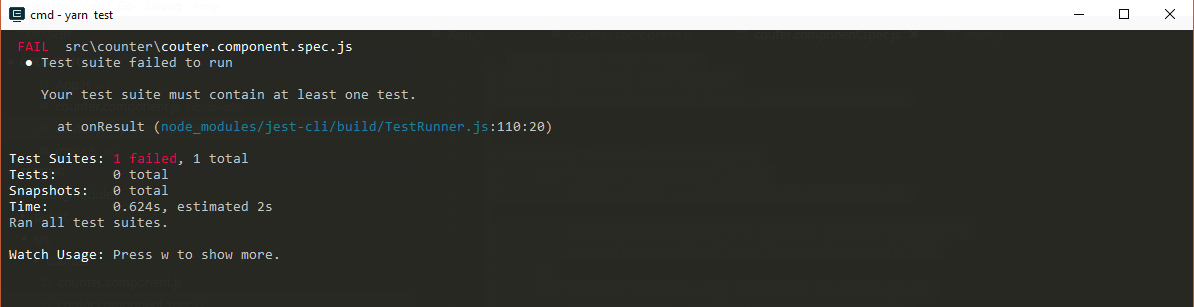 cmd - yarn test
FAIL src\counter\couter.component.spec.js
● Test suite failed to run
Your test suite must contain at least one test.
at onResult (node_modules/jest-cli/build/TestRunner.js:110:20)
Test Suites: 1 failed, 1 total
Tests: 0 total
Snapshots: 0 total
Time: 0.624s, estimated 2s
Ran all test suites.
Watch Usage: Press w to show more.
counter.component.js